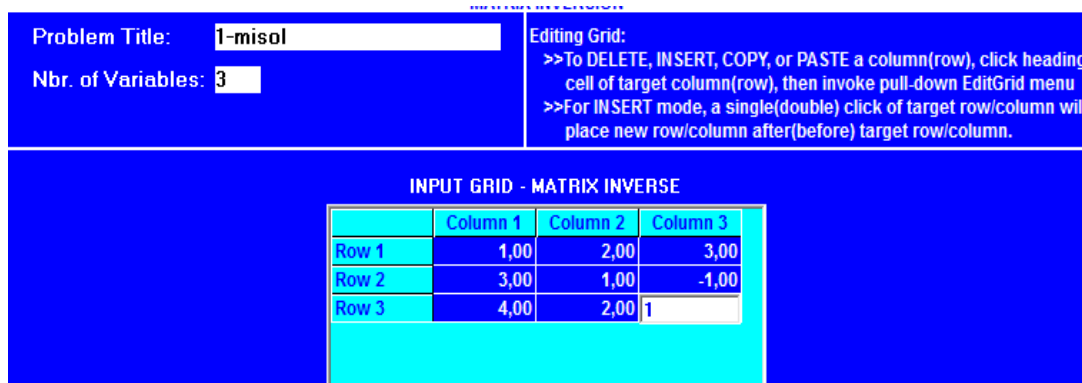 MATRIX INVERSION
Problem Title: 1-misol
Nbr. of Variables: 3
Editing Grid:
>>To DELETE, INSERT, COPY, or PASTE a column(row), click heading
cell of target column(row), then invoke pull-down EditGrid menu
>>For INSERT mode, a single(double) click of target row/column wil
place new row/column after(before) target row/column.
INPUT GRID - MATRIX INVERSE
Column 1 Column 2 Column 3
Row 1 1,00 2,00 3,00
Row 2 3,00 1,00 -1,00
Row 3 4,00 2,00 1